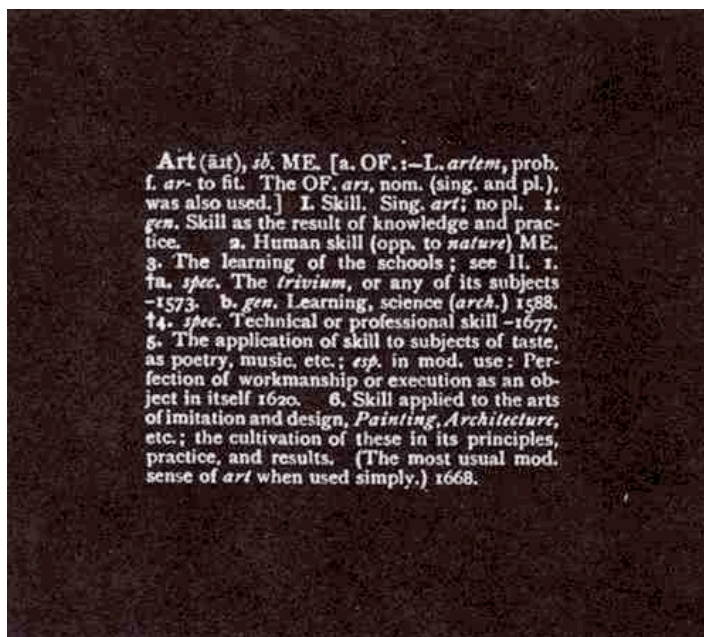 Art (āɪt), sb. ME. [a. OF. :–L. artem, prob.
f. ar- to fit. The OF. ars, nom. (sing. and pl.),
was also used.] I. Skill. Sing. art; no pl. 1.
gen. Skill as the result of knowledge and prac-
tice. 2. Human skill (opp. to nature) ME.
3. The learning of the schools ; see II. 1.
†a. spec. The trivium, or any of its subjects
–1573. b. gen. Learning, science (arch.) 1588.
†4. spec. Technical or professional skill –1677.
5. The application of skill to subjects of taste,
as poetry, music, etc.; esp. in mod. use : Per-
fection of workmanship or execution as an ob-
ject in itself 1620. 6. Skill applied to the arts
of imitation and design, Painting, Architecture,
etc.; the cultivation of these in its principles,
practice, and results. (The most usual mod.
sense of art when used simply.) 1668.